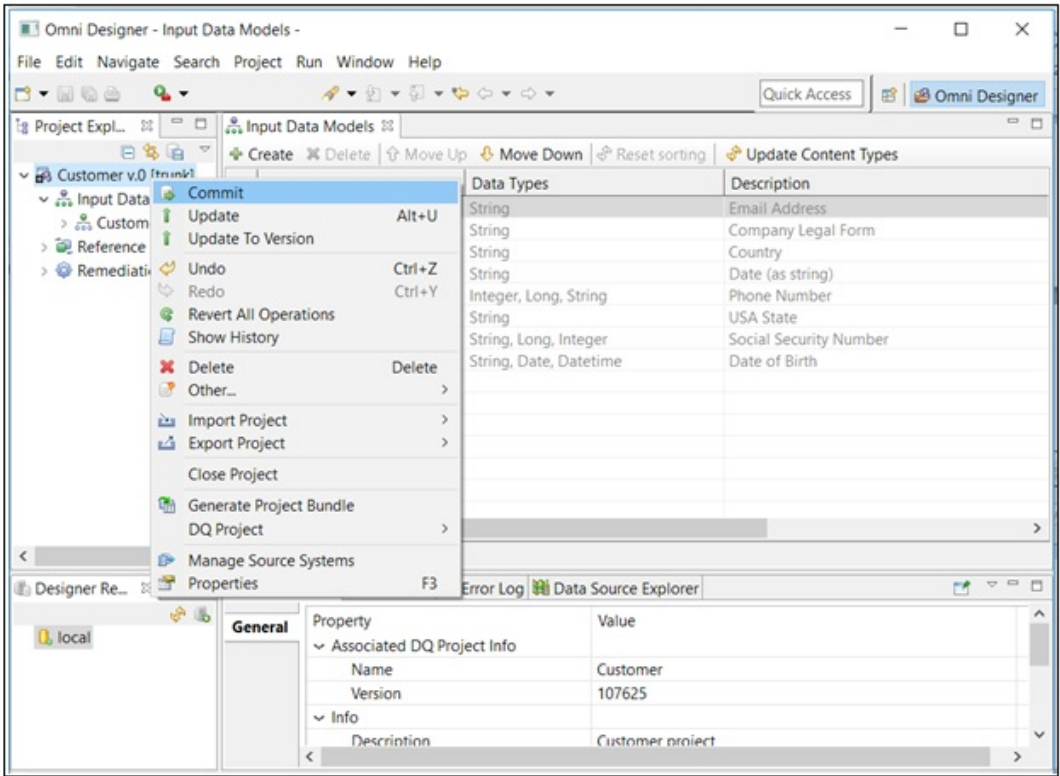 Omni Designer - Input Data Models -
File Edit Navigate Search Project Run Window Help
Quick Access
Omni Designer
Project Expl...
Input Data Models
Create Delete Move Up Move Down Reset sorting Update Content Types
Customer v.0 [trunk]
Input Data
Custom
Reference
Remediati
Commit
Update Alt+U
Update To Version
Undo Ctrl+Z
Redo Ctrl+Y
Revert All Operations
Show History
Delete Delete
Other...
Import Project
Export Project
Close Project
Generate Project Bundle
DQ Project
Manage Source Systems
Properties F3
Data Types Description
String Email Address
String Company Legal Form
String Country
String Date (as string)
Integer, Long, String Phone Number
String USA State
String, Long, Integer Social Security Number
String, Date, Datetime Date of Birth
Designer Re...
local
Error Log Data Source Explorer
General
Property Value
Associated DQ Project Info
Name Customer
Version 107625
Info
Description Customer project